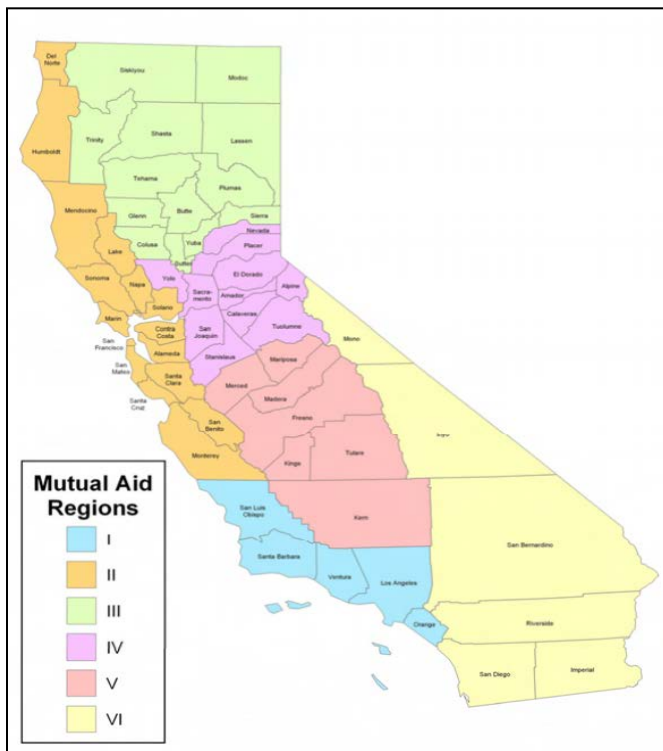 Del
Norte
Siskiyou
Modoc
Humboldt
Trinity
Shasta
Lassen
Tehama
Plumas
Mendocino
Glenn
Butte
Sierra
Nevada
Lake
Colusa
Yuba
Placer
Sutter
Sonoma
Napa
Yolo
El Dorado
Sacra-
mento
Amador
Alpine
Solano
Marin
Calaveras
Contra
Costa
San
Joaquin
Tuolumne
Mono
San
Francisco
Alameda
Stanislaus
Mariposa
San
Mateo
Santa
Clara
Merced
Madera
Santa
Cruz
San
Benito
Fresno
Inyo
Monterey
Kings
Tulare
San Luis
Obispo
Kern
San Bernardino
Santa Barbara
Ventura
Los Angeles
Orange
Riverside
San Diego
Imperial
Mutual Aid
Regions
I
II
III
IV
V
VI